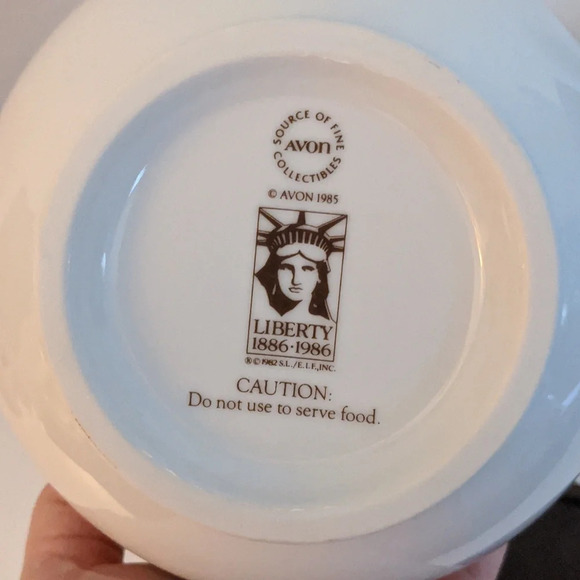 SOURCE OF FINE
AVON
COLLECTIBLES
© AVON 1985
LIBERTY
1886·1986
® © 1982 S.L./E.I.F., INC.
CAUTION:
Do not use to serve food.